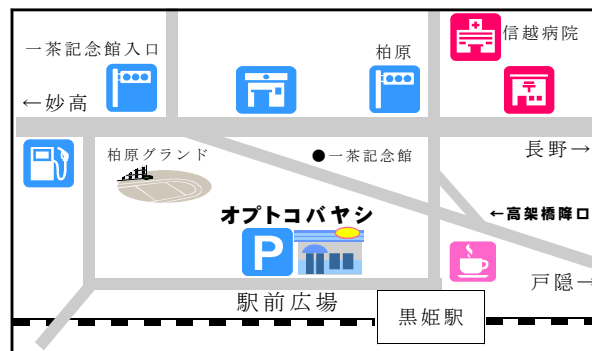 信越病院
一茶記念館入口
柏原
←妙高
長野→
柏原グランド
●一茶記念館
オプトコバヤシ
←高架橋降口
P
戸隠→
駅前広場
黒姫駅